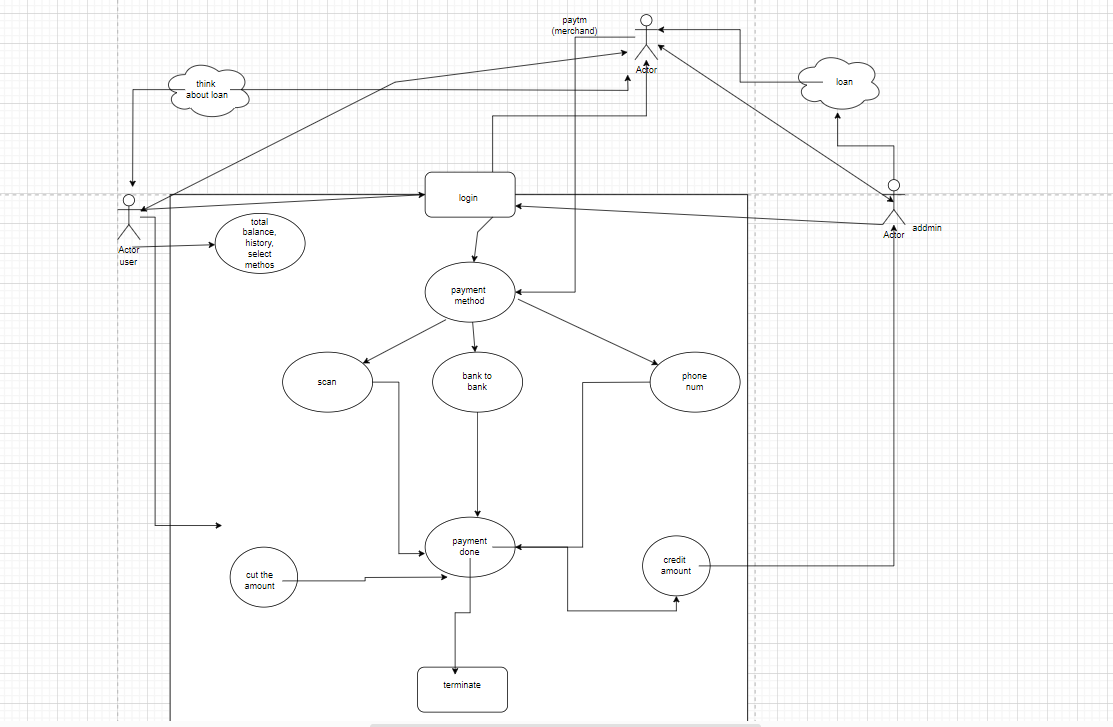 paytm
(merchand)
Actor
think
about loan
loan
login
Actor
user
total
balance,
history,
select
methos
Actor
addmin
payment
method
scan
bank to
bank
phone
num
payment
done
cut the
amount
credit
amount
terminate